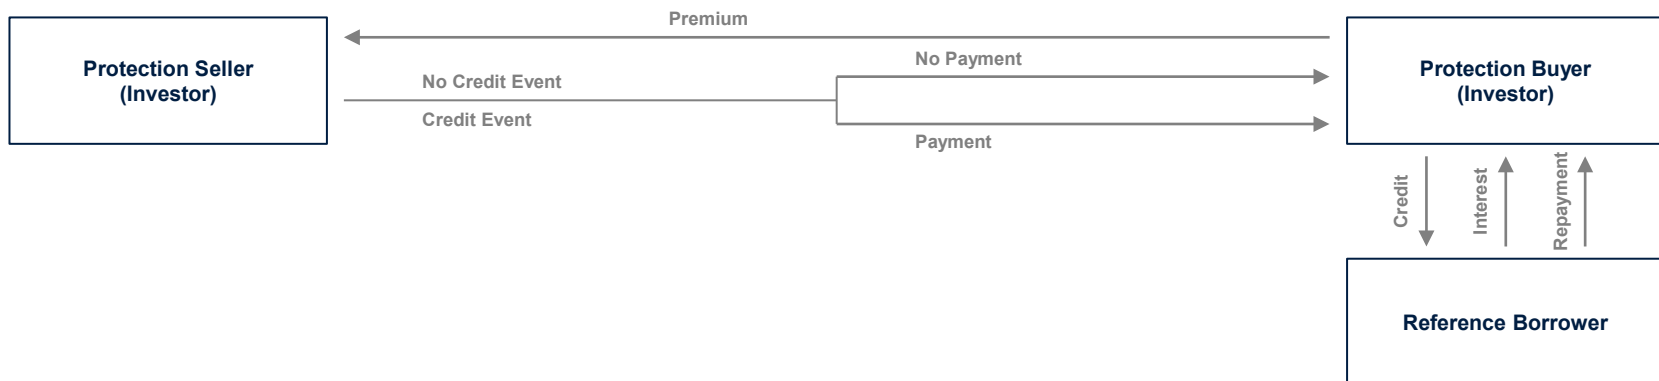 Premium
Protection Seller
(Investor)
No Credit Event
Credit Event
No Payment
Payment
Protection Buyer
(Investor)
Credit
Interest
Repayment
Reference Borrower